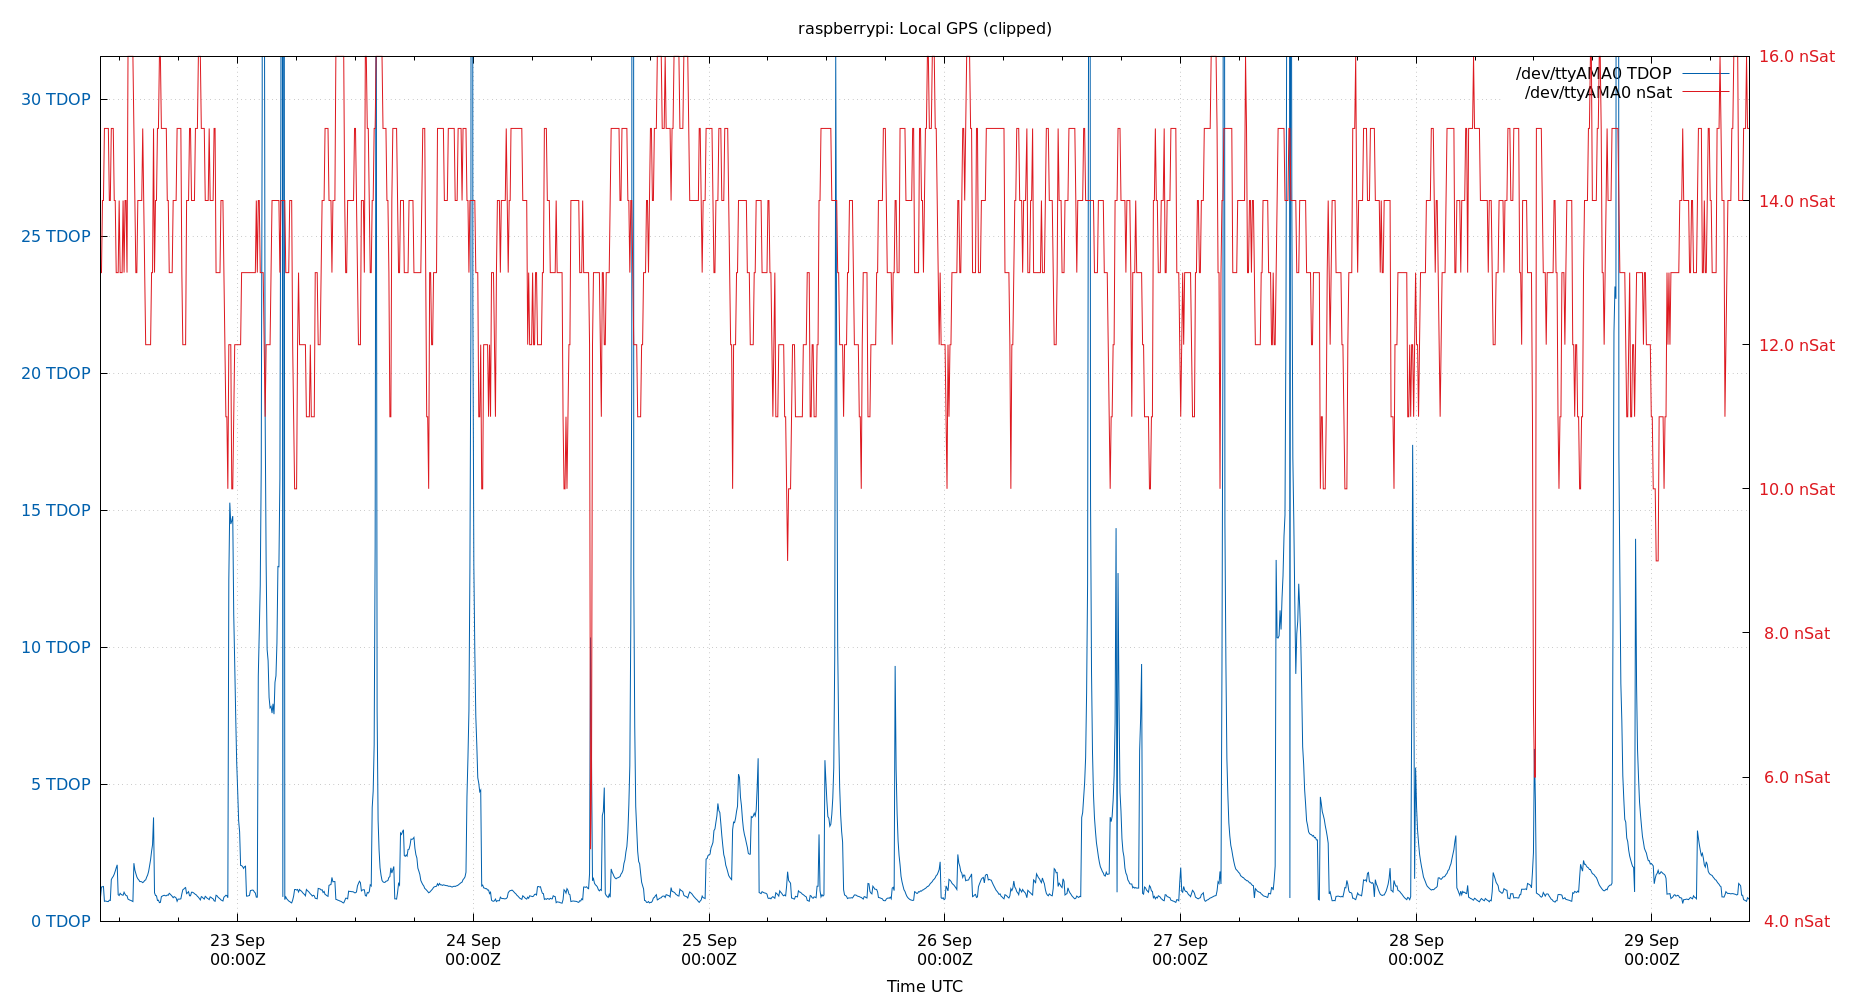 raspberrypi: Local GPS (clipped)
/dev/ttyAMA0 TDOP
/dev/ttyAMA0 nSat
30 TDOP
25 TDOP
20 TDOP
15 TDOP
10 TDOP
5 TDOP
0 TDOP
16.0 nSat
14.0 nSat
12.0 nSat
10.0 nSat
8.0 nSat
6.0 nSat
4.0 nSat
23 Sep
00:00Z
24 Sep
00:00Z
25 Sep
00:00Z
26 Sep
00:00Z
27 Sep
00:00Z
28 Sep
00:00Z
29 Sep
00:00Z
Time UTC